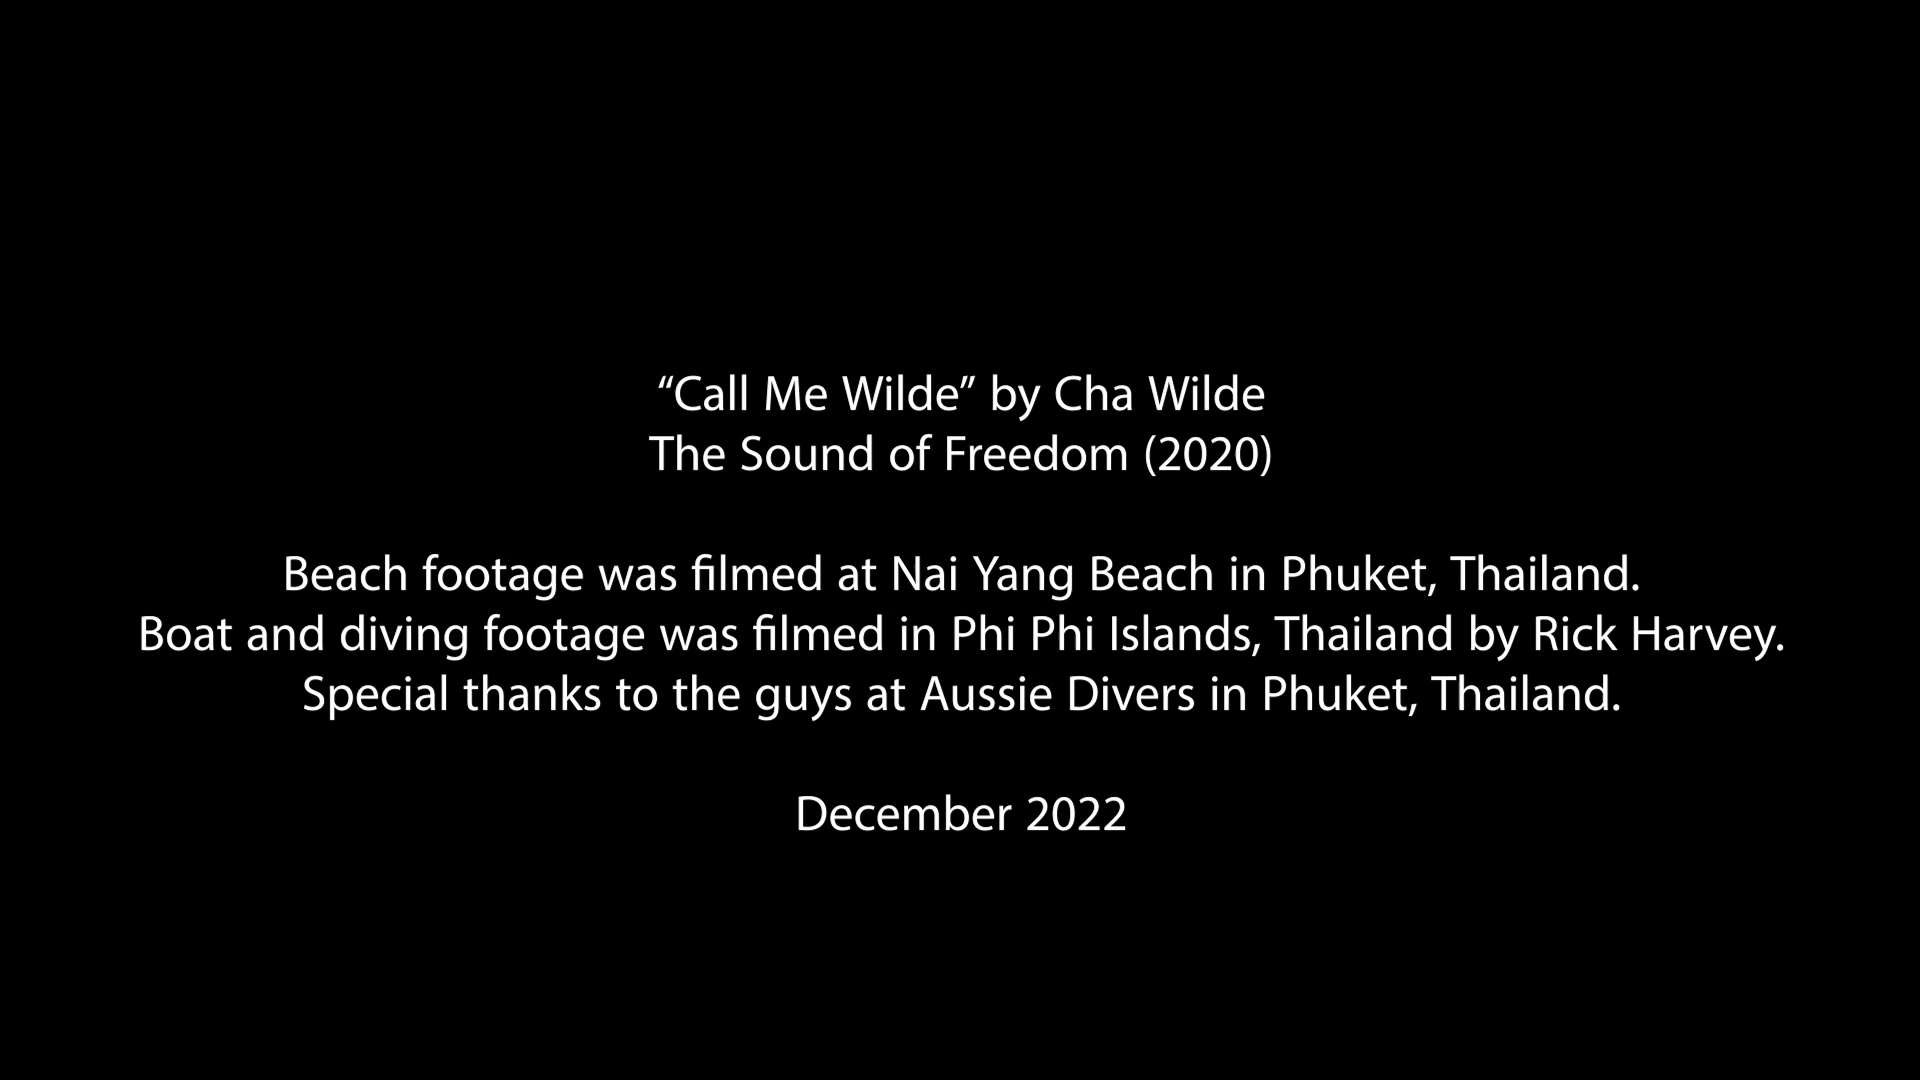 “Call Me Wilde” by Cha Wilde
The Sound of Freedom (2020)
Beach footage was filmed at Nai Yang Beach in Phuket, Thailand.
Boat and diving footage was filmed in Phi Phi Islands, Thailand by Rick Harvey.
Special thanks to the guys at Aussie Divers in Phuket, Thailand.
December 2022